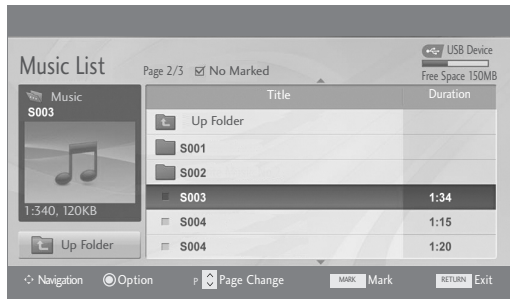 USB Device
Music List
Page 2/3 ☑ No Marked
Free Space 150MB
Music
S003
1:340, 120KB
Up Folder
Title Duration
Up Folder
S001
S002
S003 1:34
S004 1:15
S004 1:20
Navigation Option P Page Change MARK Mark RETURN Exit